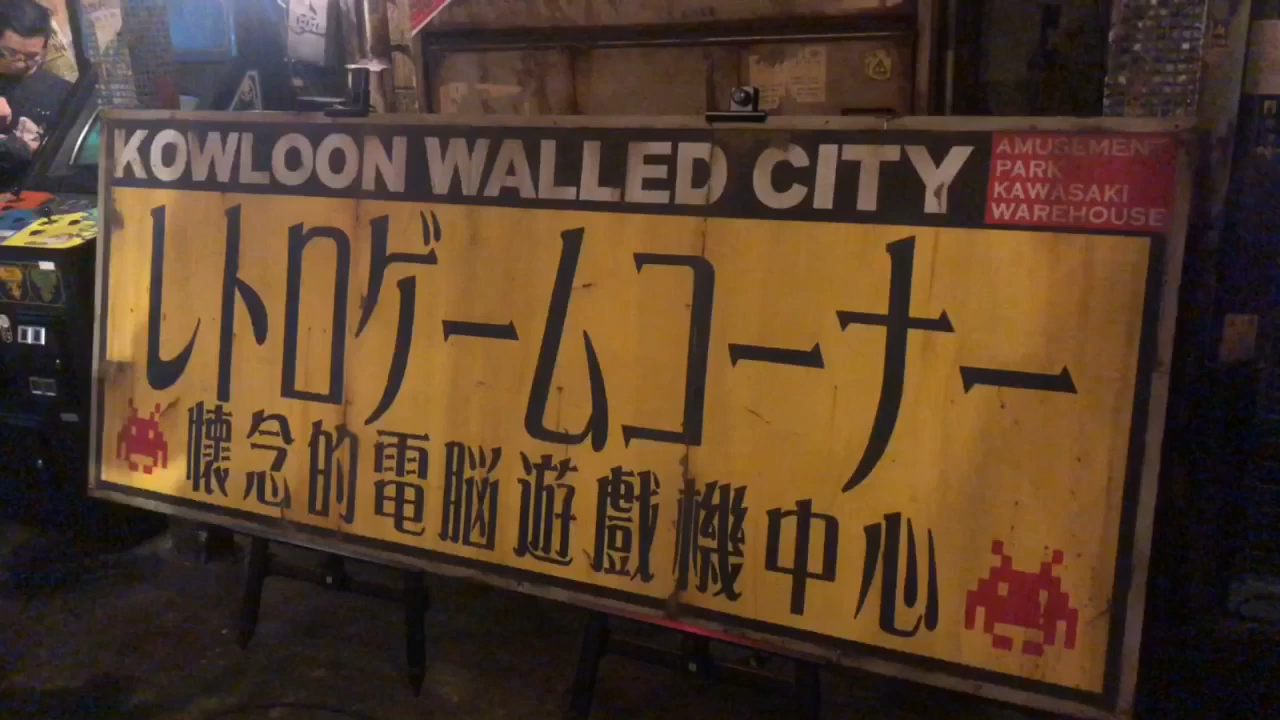 KOWLOON WALLED CITY
AMUSEMENT
PARK
KAWASAKI
WAREHOUSE
レトロゲームコーナー
懐念的電脳遊戯機中心